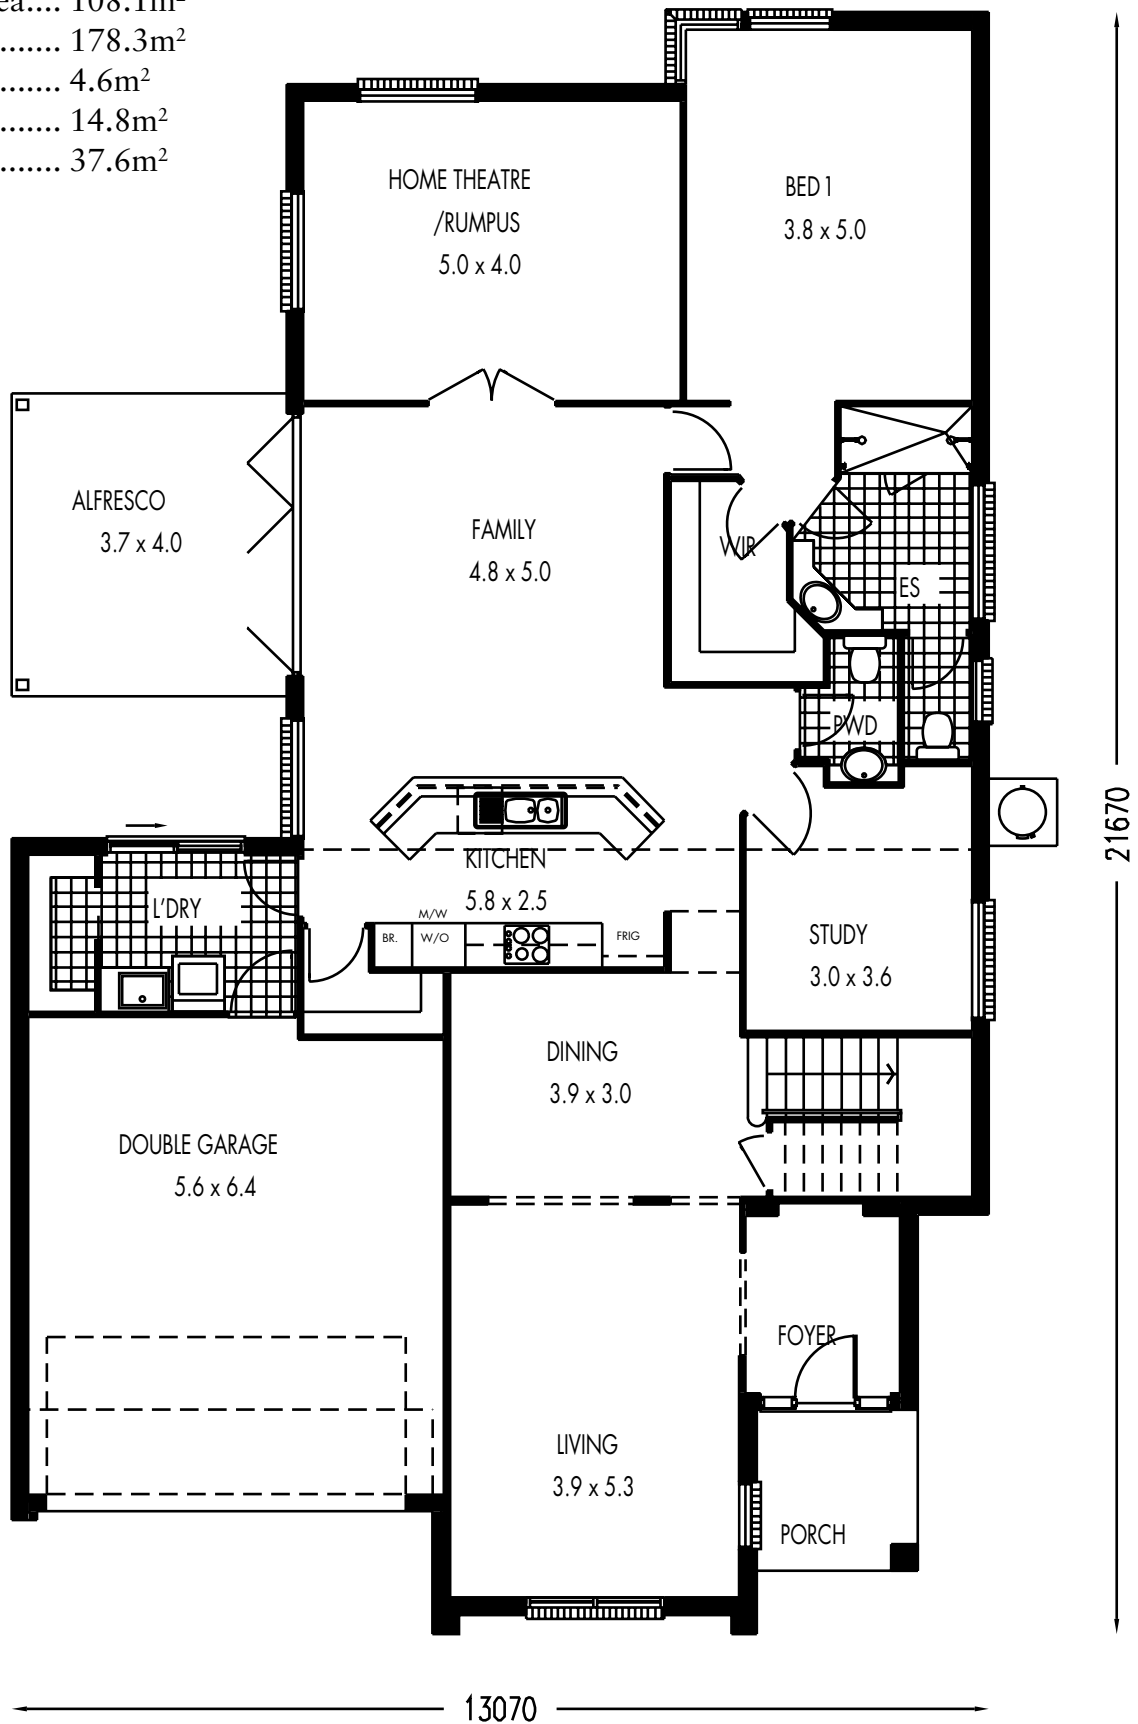 ea.... 108.1m²
....... 178.3m²
....... 4.6m²
....... 14.8m²
....... 37.6m²
HOME THEATRE
/RUMPUS
5.0 x 4.0
BED 1
3.8 x 5.0
ALFRESCO
3.7 x 4.0
FAMILY
4.8 x 5.0
WIR
ES
PWD
KITCHEN
5.8 x 2.5
M/W
BR.
W/O
FRIG
L'DRY
STUDY
3.0 x 3.6
DINING
3.9 x 3.0
DOUBLE GARAGE
5.6 x 6.4
FOYER
LIVING
3.9 x 5.3
PORCH
21670
13070